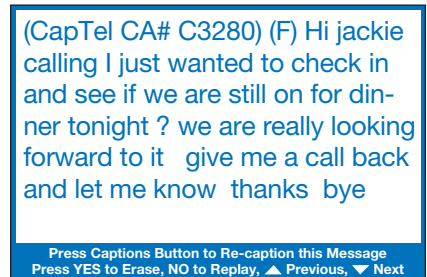 (CapTel CA# C3280) (F) Hi jackie
calling I just wanted to check in
and see if we are still on for din-
ner tonight ? we are really looking
forward to it   give me a call back
and let me know  thanks  bye
Press Captions Button to Re-caption this Message
Press YES to Erase, NO to Replay, ▲ Previous, ▼ Next